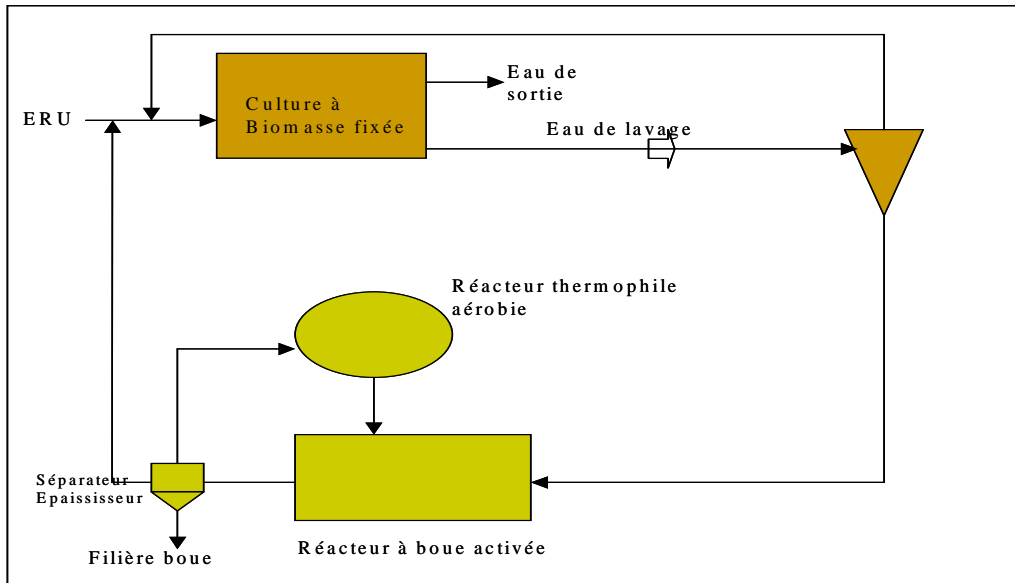 Eau de
sortie
ERU
Culture à
Biomasse fixée
Eau de lavage
Réacteur thermophile
aérobie
Séparateur
Epaississeur
Filière boue
Réacteur à boue activée